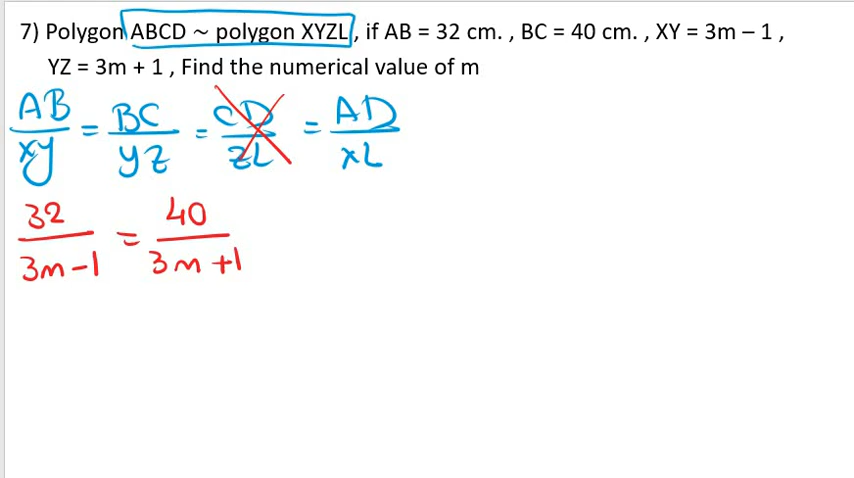 7) Polygon ABCD ~ polygon XYZL, if AB = 32 cm. , BC = 40 cm. , XY = 3m – 1 ,
YZ = 3m + 1 , Find the numerical value of m
AB/xy = BC/yz = CD/ZL = AD/xL
32/3m-1 = 40/3m+1